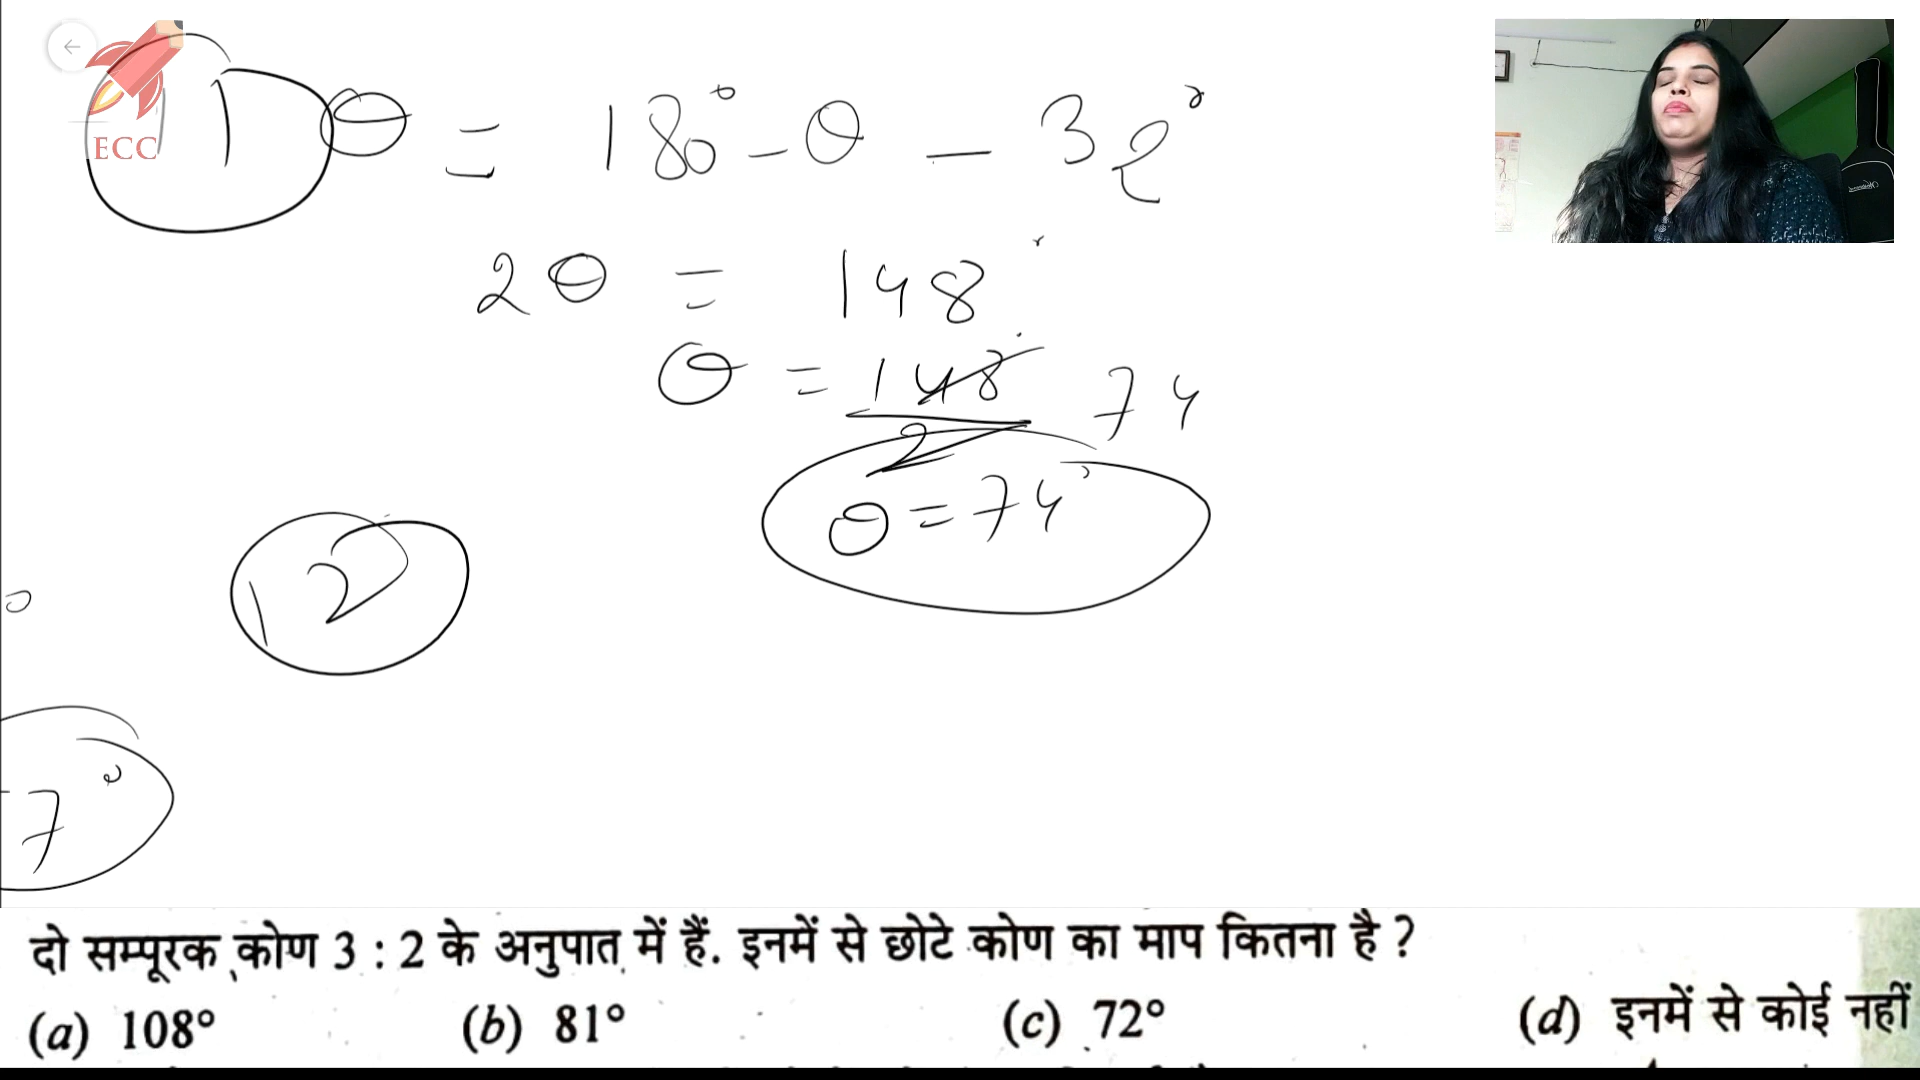 ECC
11) θ = 180° - θ - 32°
2θ = 148°
θ = 148°/2 74
θ = 74°
12
7°
दो सम्पूरक कोण 3 : 2 के अनुपात में हैं. इनमें से छोटे कोण का माप कितना है ?
(a) 108° (b) 81° (c) 72° (d) इनमें से कोई नहीं